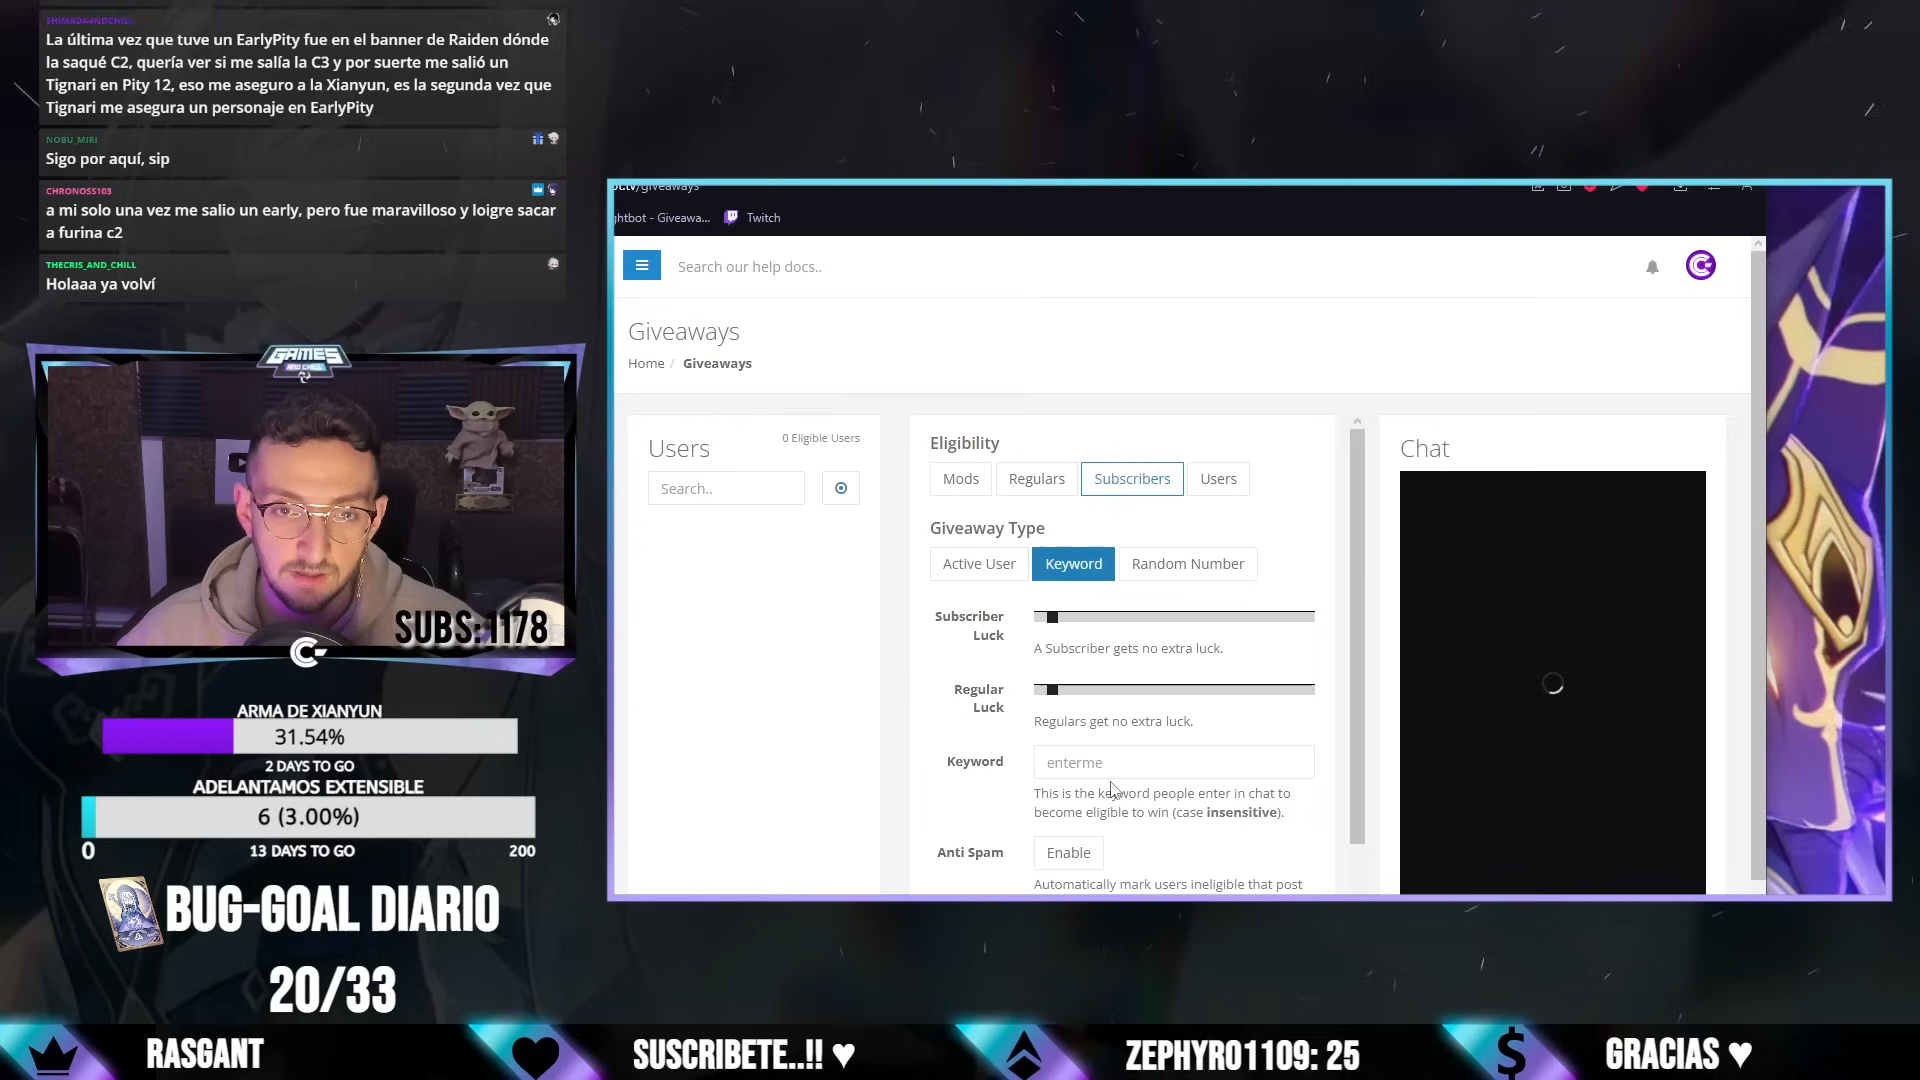 SHIMADA4NDCHILL
La última vez que tuve un EarlyPity fue en el banner de Raiden dónde
la saqué C2, quería ver si me salía la C3 y por suerte me salió un
Tignari en Pity 12, eso me aseguro a la Xianyun, es la segunda vez que
Tignari me asegura un personaje en EarlyPity
NOBU_MIRI
Sigo por aquí, sip
CHRONOSS103
a mi solo una vez me salio un early, pero fue maravilloso y loigre sacar
a furina c2
THECRIS_AND_CHILL
Holaaa ya volví
GAMES
AND CHILL
SUBS: 1178
ARMA DE XIANYUN
31.54%
2 DAYS TO GO
ADELANTAMOS EXTENSIBLE
6 (3.00%)
0
13 DAYS TO GO
200
BUG-GOAL DIARIO
20/33
/giveaways
ghtbot - Giveawa...
Twitch
Search our help docs..
Giveaways
Home / Giveaways
Users
0 Eligible Users
Search..
Eligibility
Mods
Regulars
Subscribers
Users
Giveaway Type
Active User
Keyword
Random Number
Subscriber
Luck
A Subscriber gets no extra luck.
Regular
Luck
Regulars get no extra luck.
Keyword
enterme
This is the keyword people enter in chat to
become eligible to win (case insensitive).
Anti Spam
Enable
Automatically mark users ineligible that post
Chat
RASGANT
SUSCRIBETE..!! ♥
ZEPHYRO1109: 25
$
GRACIAS ♥